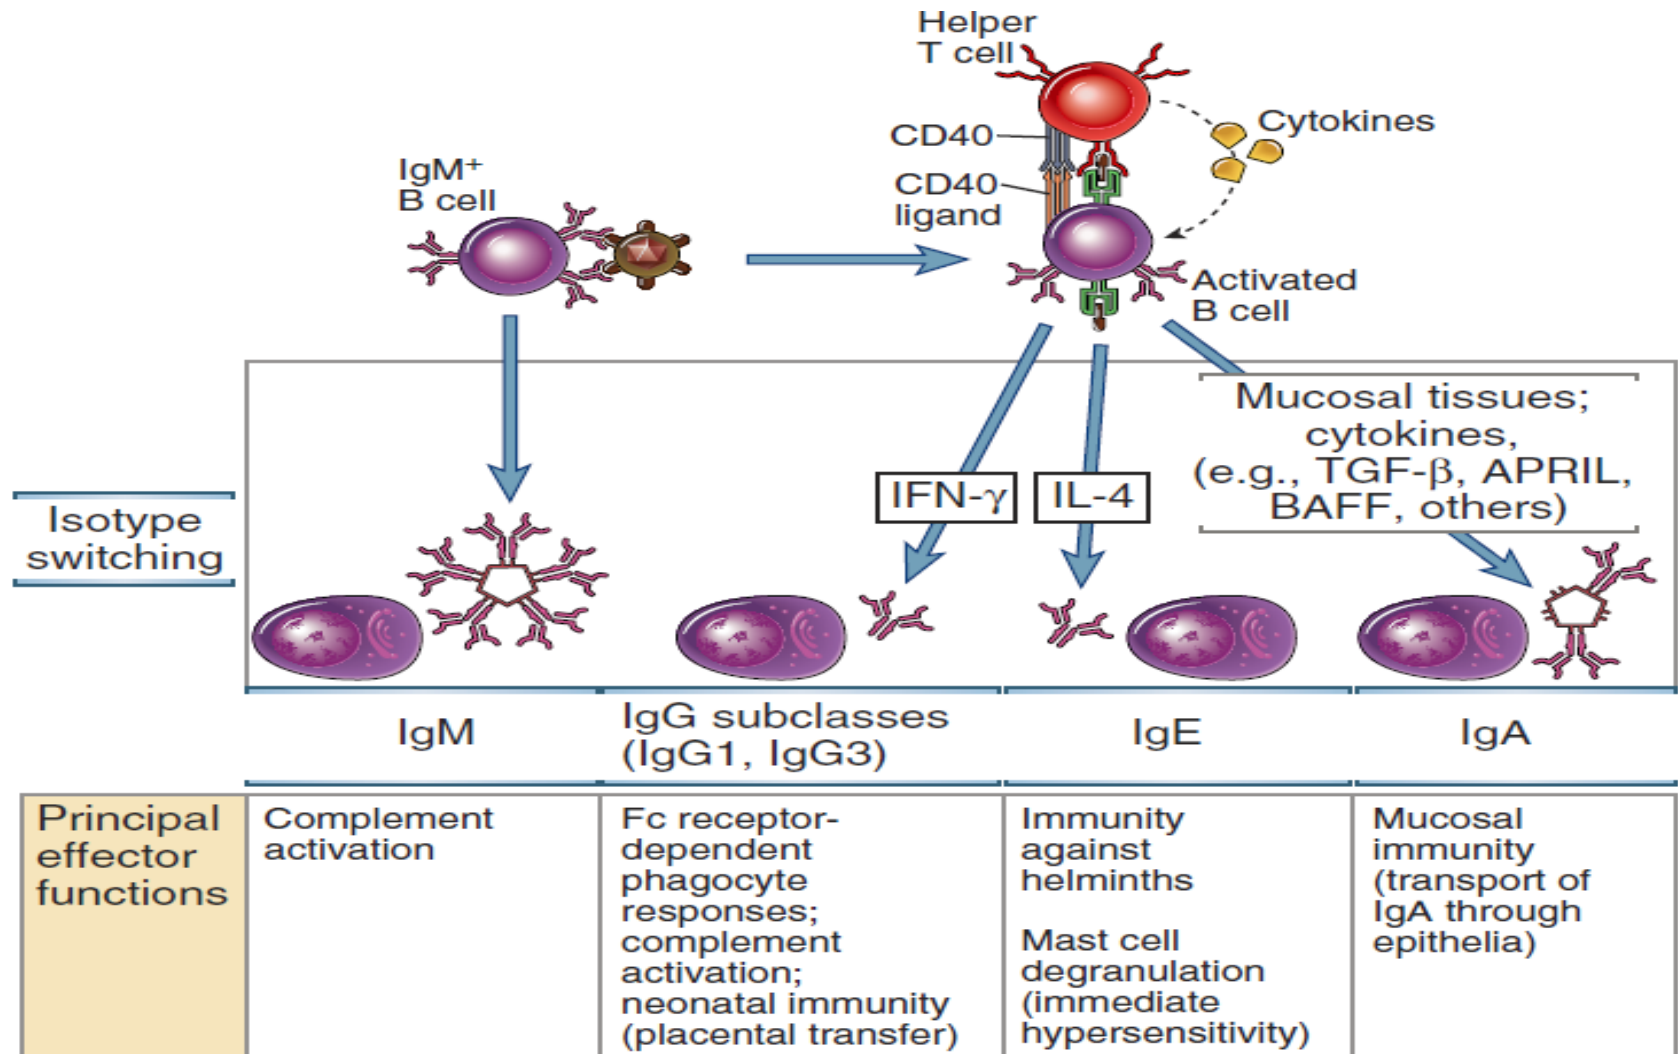 Helper
T cell
Cytokines
CD40
CD40
ligand
IgM+
B cell
Activated
B cell
Mucosal tissues;
cytokines,
(e.g., TGF-β, APRIL,
BAFF, others)
IFN-γ
IL-4
Isotype
switching
IgM
IgG subclasses
(IgG1, IgG3)
IgE
IgA
Principal
effector
functions
Complement
activation
Fc receptor-
dependent
phagocyte
responses;
complement
activation;
neonatal immunity
(placental transfer)
Immunity
against
helminths
Mast cell
degranulation
(immediate
hypersensitivity)
Mucosal
immunity
(transport of
IgA through
epithelia)